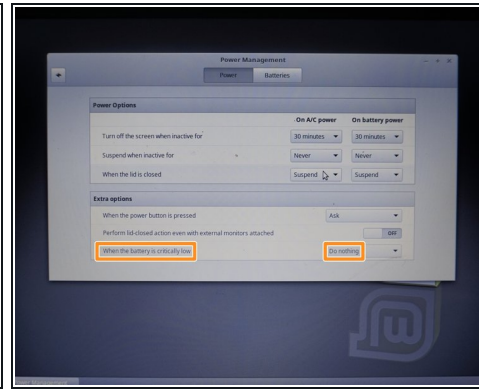 Power Management
Power Batteries
Power Options
On A/C power On battery power
Turn off the screen when inactive for 30 minutes 30 minutes
Suspend when inactive for Never Never
When the lid is closed Suspend Suspend
Extra options
When the power button is pressed Ask
Perform lid-closed action even with external monitors attached OFF
When the battery is critically low Do nothing
Power Management